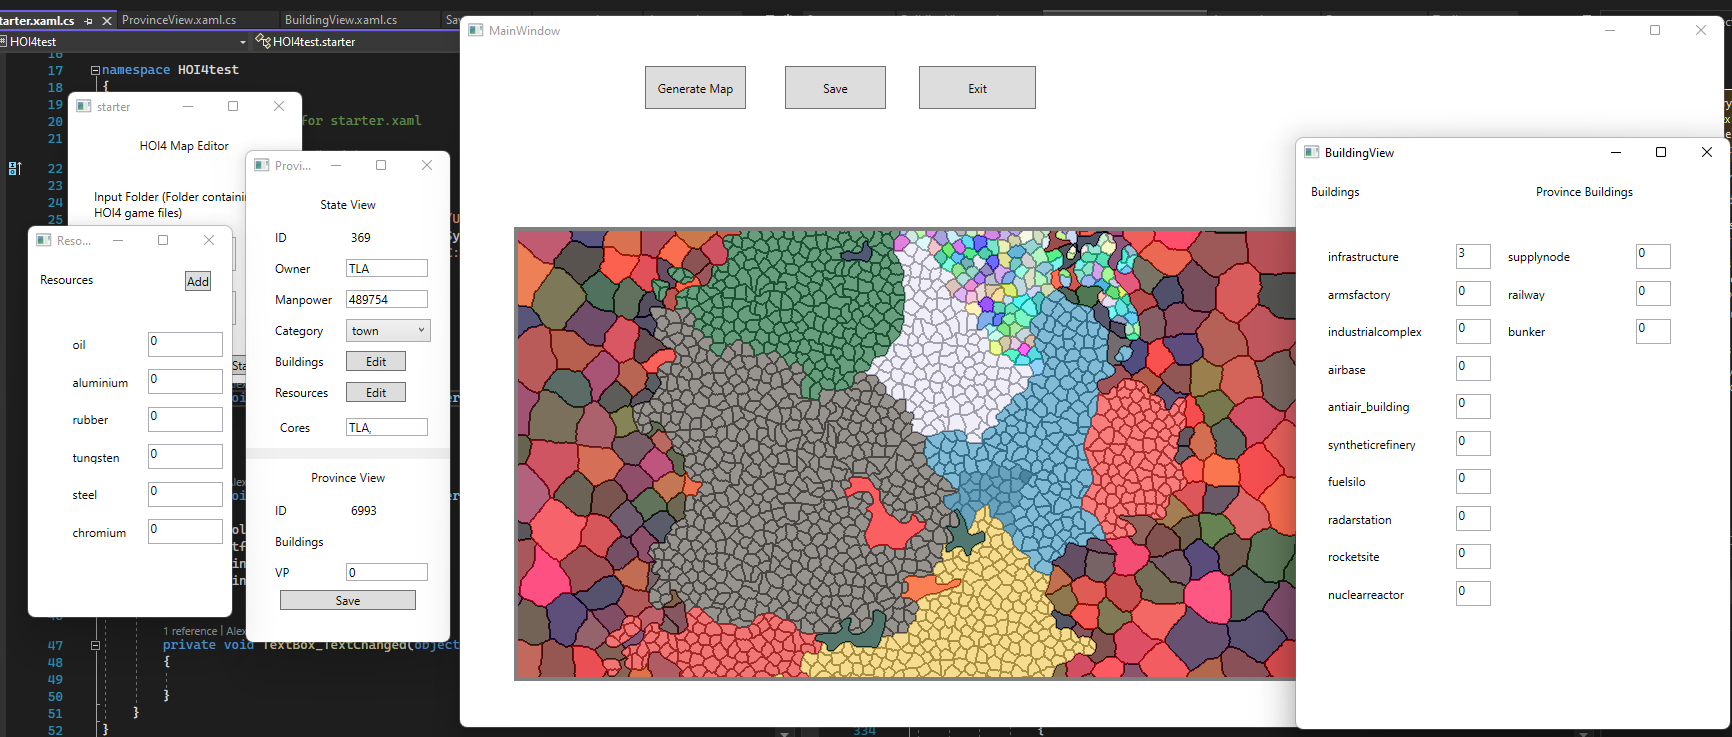 starter.xaml.cs
ProvinceView.xaml.cs
BuildingView.xaml.cs
HOI4test
HOI4test.starter
16
17
namespace HOI4test
18
{
19
20
for starter.xaml
21
22
23
24
25
starter
HOI4 Map Editor
Input Folder (Folder containin
HOI4 game files)
Reso...
Resources
Add
oil
0
aluminium
0
rubber
0
tungsten
0
steel
0
chromium
0
Provi...
State View
ID
369
Owner
TLA
Manpower
489754
Category
town
Buildings
Edit
Resources
Edit
Cores
TLA,
Province View
ID
6993
Buildings
VP
0
Save
1 reference | Alex
47
private void TextBox_TextChanged(object
48
{
49
50
}
51
}
52
}
MainWindow
Generate Map
Save
Exit
BuildingView
Buildings
Province Buildings
infrastructure
3
supplynode
0
armsfactory
0
railway
0
industrialcomplex
0
bunker
0
airbase
0
antiair_building
0
syntheticrefinery
0
fuelsilo
0
radarstation
0
rocketsite
0
nuclearreactor
0
334
{